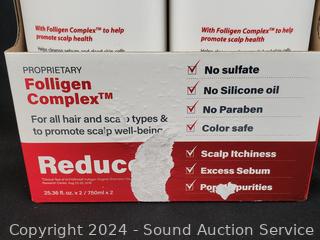 With Folligen Complex™ to help
promote scalp health
With Folligen Complex™ to help
promote scalp health
PROPRIETARY
Folligen
Complex™
For all hair and scalp types &
to promote scalp well-being
No sulfate
No Silicone oil
No Paraben
Color safe
Reduce
Scalp Itchiness
Excess Sebum
25.36 fl. oz x 2 / 750ml x 2
Copyright 2024 - Sound Auction